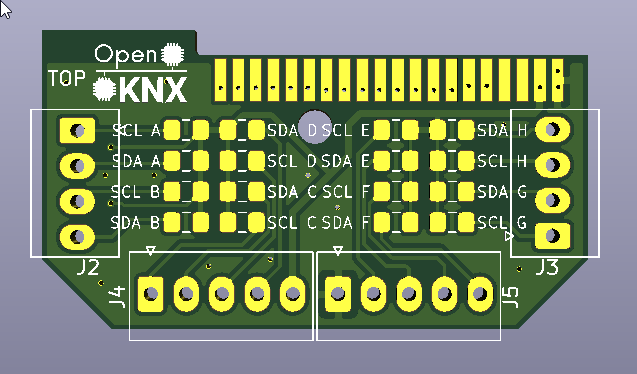 Open
TOP
KNX
SCL A SDA D SCL E SDA H
SDA A SCL D SDA E SCL H
SCL B SDA C SCL F SDA G
SDA B SCL C SDA F SCL G
J2 J3
J4 J5